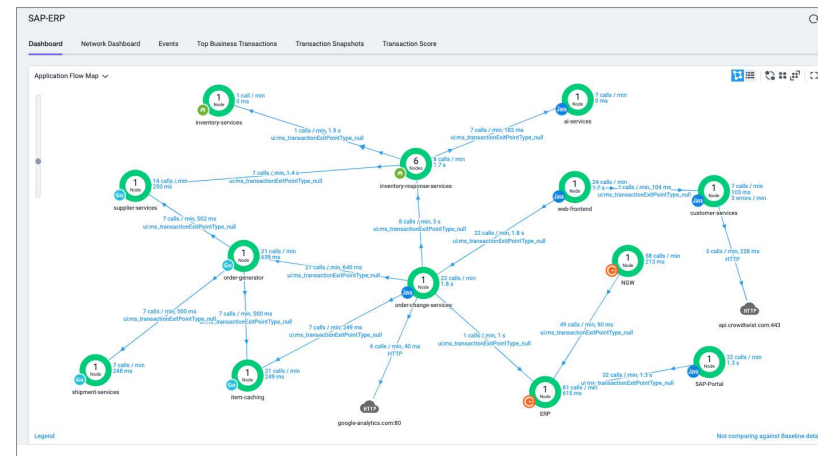 SAP-ERP
Dashboard Network Dashboard Events Top Business Transactions Transaction Snapshots Transaction Score
Application Flow Map
1
Node
1 call / min
0 ms
inventory-services
1
Node
7 calls / min
0 ms
Java
ai-services
1 calls / min, 1.9 s
ui:ms_transactionExitPointType_null
7 calls / min, 182 ms
ui:ms_transactionExitPointType_null
6
Nodes
8 calls / min
1.7 s
inventory-response-services
7 calls / min, 1.4 s
ui:ms_transactionExitPointType_null
1
Node
14 calls / min
250 ms
Go
supplier-services
1
Node
24 calls / min
1.7 s
Java
web-frontend
7 calls / min, 104 ms
ui:ms_transactionExitPointType_null
1
Node
7 calls / min
103 ms
3 errors / min
Java
customer-services
7 calls / min, 502 ms
ui:ms_transactionExitPointType_null
8 calls / min, 3 s
ui:ms_transactionExitPointType_null
22 calls / min, 1.8 s
ui:ms_transactionExitPointType_null
3 calls / min, 228 ms
HTTP
1
Node
21 calls / min
639 ms
Go
order-generator
21 calls / min, 640 ms
ui:ms_transactionExitPointType_null
1
Node
22 calls / min
1.8 s
Java
order-change-services
1
Node
58 calls / min
213 ms
NGW
HTTP
api.crowdtwist.com:443
7 calls / min, 500 ms
ui:ms_transactionExitPointType_null
7 calls / min, 500 ms
ui:ms_transactionExitPointType_null
7 calls / min, 249 ms
ui:ms_transactionExitPointType_null
6 calls / min, 40 ms
HTTP
1 calls / min, 1 s
ui:ms_transactionExitPointType_null
49 calls / min, 90 ms
ui:ms_transactionExitPointType_null
1
Node
7 calls / min
248 ms
Go
shipment-services
1
Node
21 calls / min
249 ms
Go
item-caching
HTTP
google-analytics.com:80
1
Node
81 calls / min
615 ms
ERP
32 calls / min, 1.3 s
ui:ms_transactionExitPointType_null
1
Node
32 calls / min
1.3 s
Java
SAP-Portal
Legend
Not comparing against Baseline data